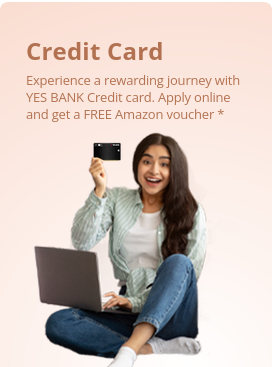 Credit Card
Experience a rewarding journey with
YES BANK Credit card. Apply online
and get a FREE Amazon voucher *